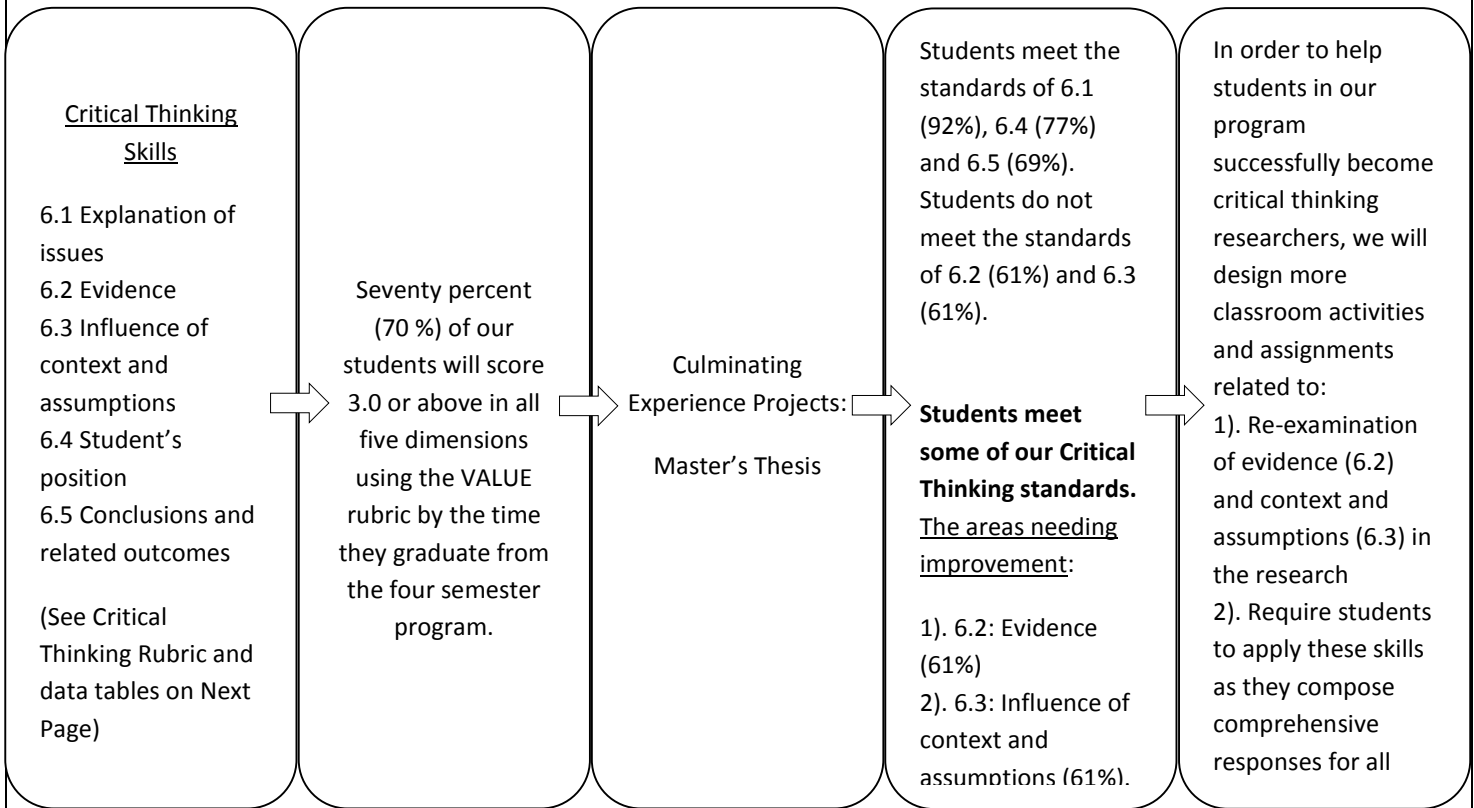 Critical Thinking
Skills
6.1 Explanation of
issues
6.2 Evidence
6.3 Influence of
context and
assumptions
6.4 Student’s
position
6.5 Conclusions and
related outcomes
(See Critical
Thinking Rubric and
data tables on Next
Page)
Seventy percent
(70 %) of our
students will score
3.0 or above in all
five dimensions
using the VALUE
rubric by the time
they graduate from
the four semester
program.
Culminating
Experience Projects:
Master’s Thesis
Students meet the
standards of 6.1
(92%), 6.4 (77%)
and 6.5 (69%).
Students do not
meet the standards
of 6.2 (61%) and 6.3
(61%).
Students meet
some of our Critical
Thinking standards.
The areas needing
improvement:
1). 6.2: Evidence
(61%)
2). 6.3: Influence of
context and
assumptions (61%).
In order to help
students in our
program
successfully become
critical thinking
researchers, we will
design more
classroom activities
and assignments
related to:
1). Re-examination
of evidence (6.2)
and context and
assumptions (6.3) in
the research
2). Require students
to apply these skills
as they compose
comprehensive
responses for all